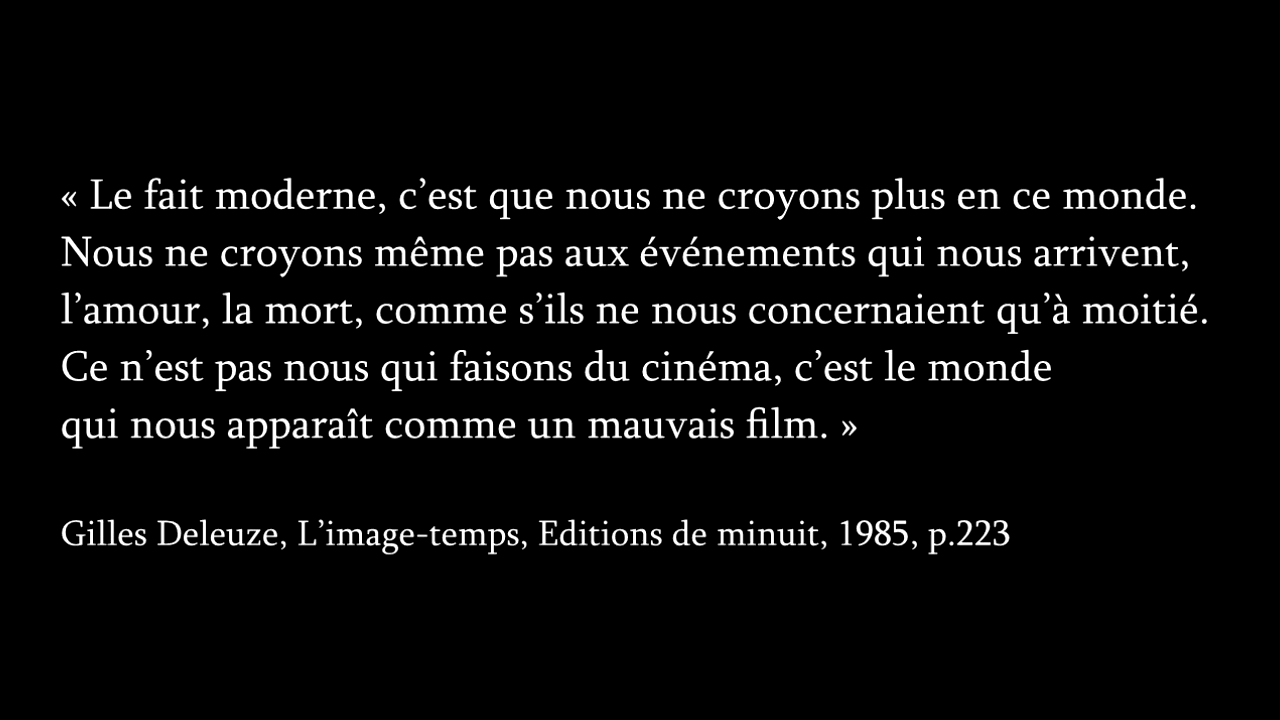 « Le fait moderne, c’est que nous ne croyons plus en ce monde.
Nous ne croyons même pas aux événements qui nous arrivent,
l’amour, la mort, comme s’ils ne nous concernaient qu’à moitié.
Ce n’est pas nous qui faisons du cinéma, c’est le monde
qui nous apparaît comme un mauvais film. »
Gilles Deleuze, L’image-temps, Editions de minuit, 1985, p.223